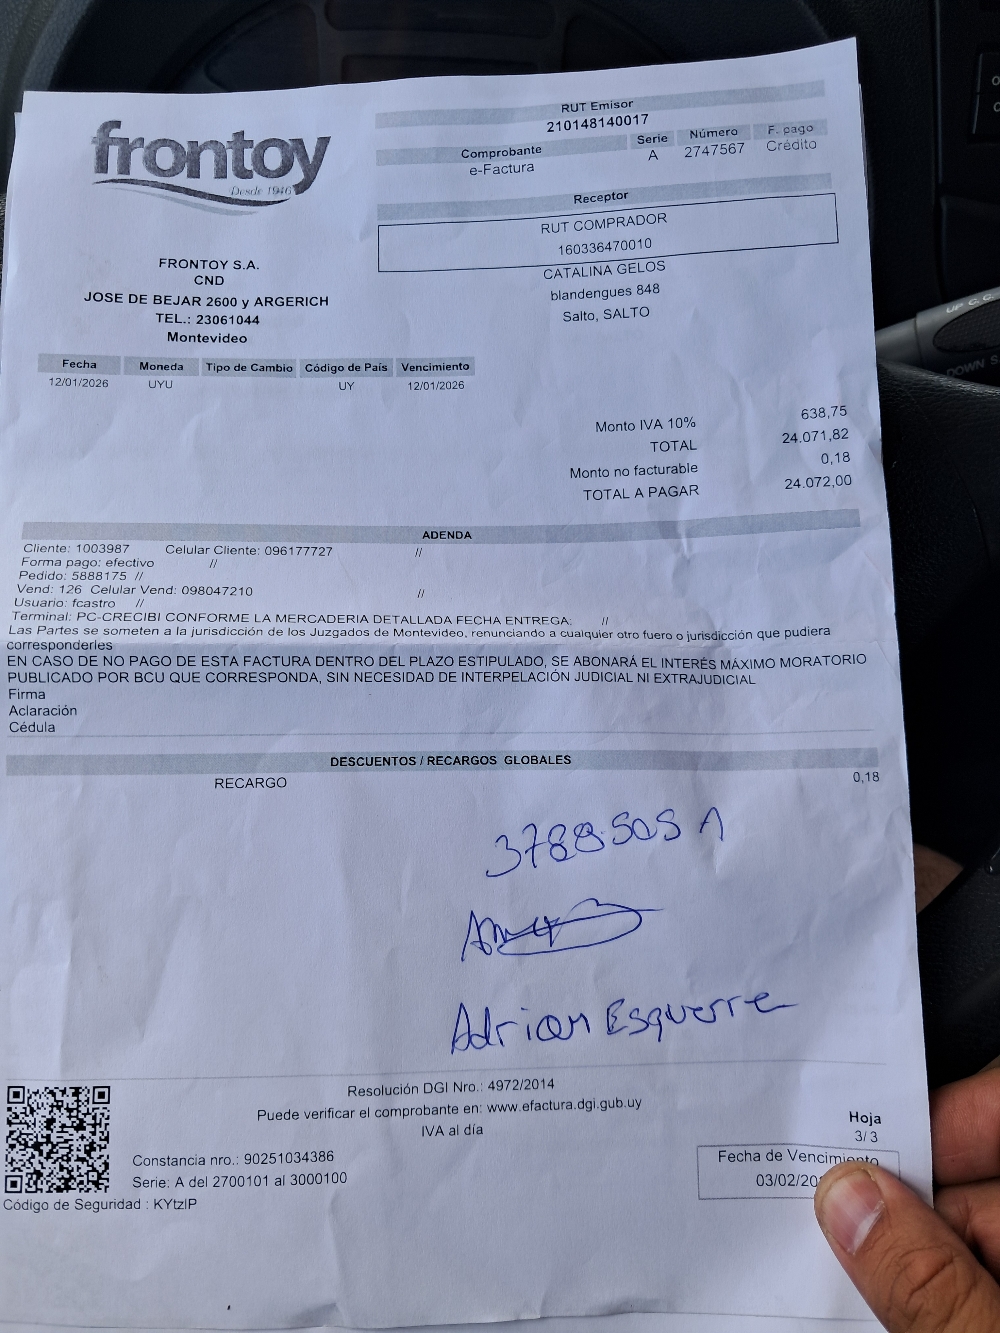 frontoy
Desde 1946
RUT Emisor
210148140017
Comprobante Serie Número F. pago
e-Factura A 2747567 Crédito
Receptor
RUT COMPRADOR
160336470010
CATALINA GELOS
blandengues 848
Salto, SALTO
FRONTOY S.A.
CND
JOSE DE BEJAR 2600 y ARGERICH
TEL.: 23061044
Montevideo
Fecha Moneda Tipo de Cambio Código de País Vencimiento
12/01/2026 UYU UY 12/01/2026
Monto IVA 10% 638,75
TOTAL 24.071,82
Monto no facturable 0,18
TOTAL A PAGAR 24.072,00
ADENDA
Cliente: 1003987 Celular Cliente: 096177727 //
Forma pago: efectivo //
Pedido: 5888175 //
Vend: 126 Celular Vend: 098047210 //
Usuario: fcastro //
Terminal: PC-CRECIBI CONFORME LA MERCADERIA DETALLADA FECHA ENTREGA: //
Las Partes se someten a la jurisdicción de los Juzgados de Montevideo, renunciando a cualquier otro fuero o jurisdicción que pudiera
corresponderles
EN CASO DE NO PAGO DE ESTA FACTURA DENTRO DEL PLAZO ESTIPULADO, SE ABONARÁ EL INTERÉS MÁXIMO MORATORIO
PUBLICADO POR BCU QUE CORRESPONDA, SIN NECESIDAD DE INTERPELACIÓN JUDICIAL NI EXTRAJUDICIAL
Firma
Aclaración
Cédula
DESCUENTOS / RECARGOS GLOBALES
RECARGO 0,18
3788505 1
Adrian Esquerre
Resolución DGI Nro.: 4972/2014
Puede verificar el comprobante en: www.efactura.dgi.gub.uy
IVA al día
Constancia nro.: 90251034386
Serie: A del 2700101 al 3000100
Código de Seguridad :
Hoja
3/ 3
Fecha de Vencimiento
03/02/20
UP
DOWN